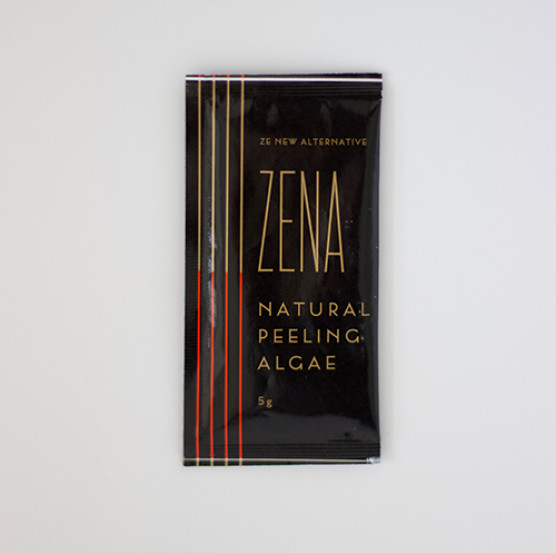 ZE NEW ALTERNATIVE
ZENA
NATURAL
PEELING
ALGAE
5g